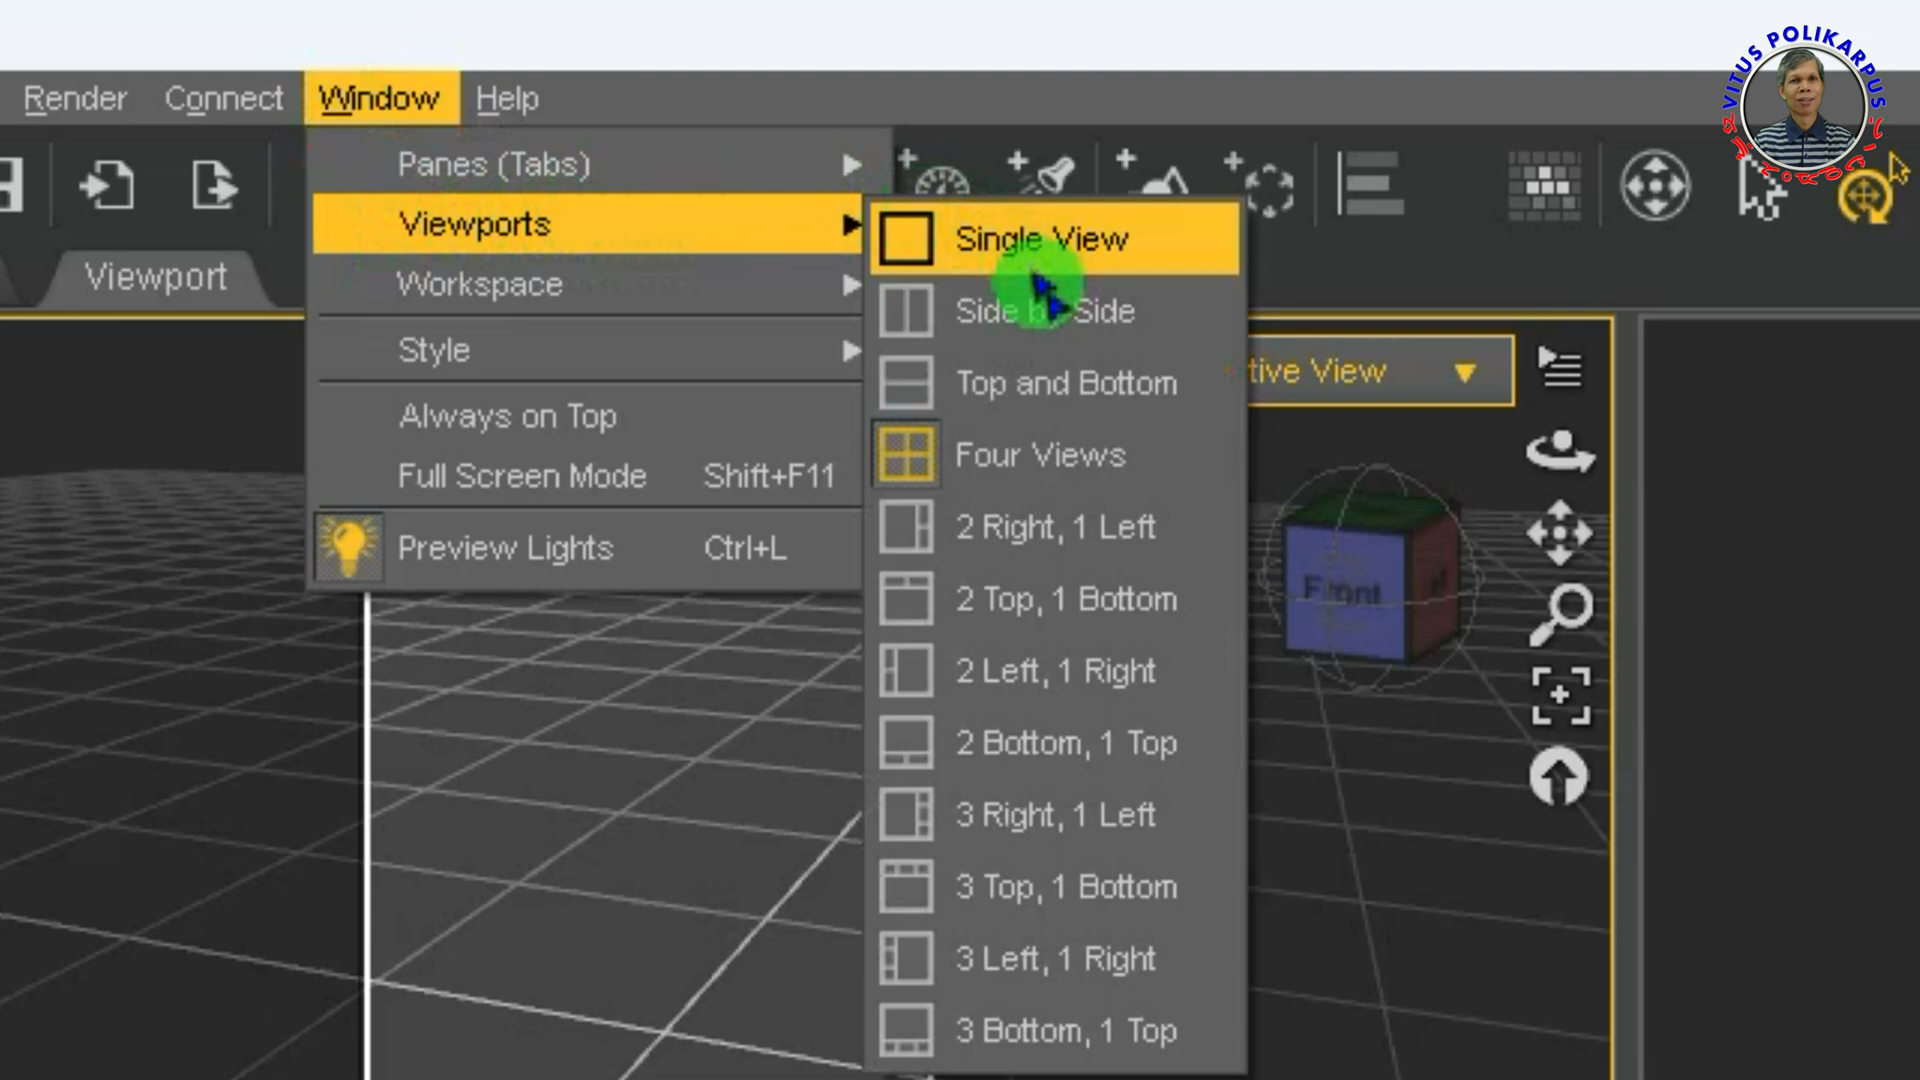 VITUS POLIKARPUS
Render Connect Window Help
Panes (Tabs)
Viewports
Workspace
Style
Always on Top
Full Screen Mode Shift+F11
Preview Lights Ctrl+L
Single View
Side by Side
Top and Bottom
Four Views
2 Right, 1 Left
2 Top, 1 Bottom
2 Left, 1 Right
2 Bottom, 1 Top
3 Right, 1 Left
3 Top, 1 Bottom
3 Left, 1 Right
3 Bottom, 1 Top
Viewport
tive View
Front